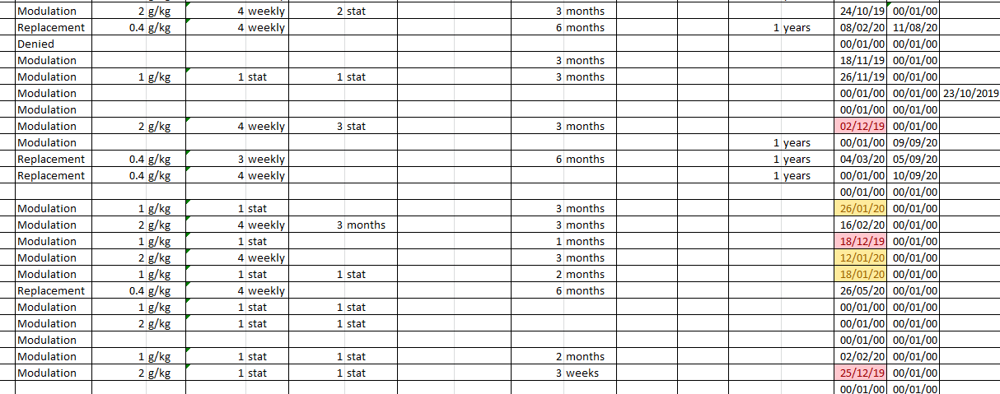 Modulation 2 g/kg 4 weekly 2 stat 3 months 24/10/19 00/01/00
Replacement 0.4 g/kg 4 weekly 6 months 1 years 08/02/20 11/08/20
Denied 00/01/00 00/01/00
Modulation 3 months 18/11/19 00/01/00
Modulation 1 g/kg 1 stat 1 stat 3 months 26/11/19 00/01/00
Modulation 00/01/00 00/01/00 23/10/2019
Modulation 00/01/00 00/01/00
Modulation 2 g/kg 4 weekly 3 stat 3 months 02/12/19 00/01/00
Modulation 1 years 00/01/00 09/09/20
Replacement 0.4 g/kg 3 weekly 6 months 1 years 04/03/20 05/09/20
Replacement 0.4 g/kg 4 weekly 1 years 00/01/00 10/09/20
00/01/00 00/01/00
Modulation 1 g/kg 1 stat 3 months 26/01/20 00/01/00
Modulation 2 g/kg 4 weekly 3 months 3 months 16/02/20 00/01/00
Modulation 1 g/kg 1 stat 1 months 18/12/19 00/01/00
Modulation 2 g/kg 4 weekly 3 months 12/01/20 00/01/00
Modulation 1 g/kg 1 stat 1 stat 2 months 18/01/20 00/01/00
Replacement 0.4 g/kg 4 weekly 6 months 26/05/20 00/01/00
Modulation 1 g/kg 1 stat 1 stat 00/01/00 00/01/00
Modulation 2 g/kg 1 stat 1 stat 00/01/00 00/01/00
Modulation 00/01/00 00/01/00
Modulation 1 g/kg 1 stat 1 stat 2 months 02/02/20 00/01/00
Modulation 2 g/kg 1 stat 1 stat 3 weeks 25/12/19 00/01/00
00/01/00 00/01/00